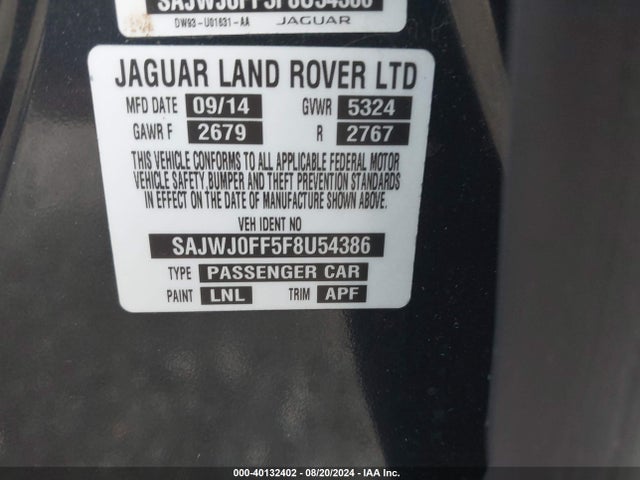 SAJWJ0FF5F8U54386
DW93-U01631-AA JAGUAR
JAGUAR LAND ROVER LTD
MFD DATE 09/14 GVWR 5324
GAWR F 2679 R 2767
THIS VEHICLE CONFORMS TO ALL APPLICABLE FEDERAL MOTOR
VEHICLE SAFETY,BUMPER AND THEFT PREVENTION STANDARDS
IN EFFECT ON THE DATE OF MANUFACTURE SHOWN ABOVE.
VEH IDENT NO
SAJWJ0FF5F8U54386
TYPE PASSENGER CAR
PAINT LNL TRIM APF
000-40132402 - 08/20/2024 - IAA Inc.